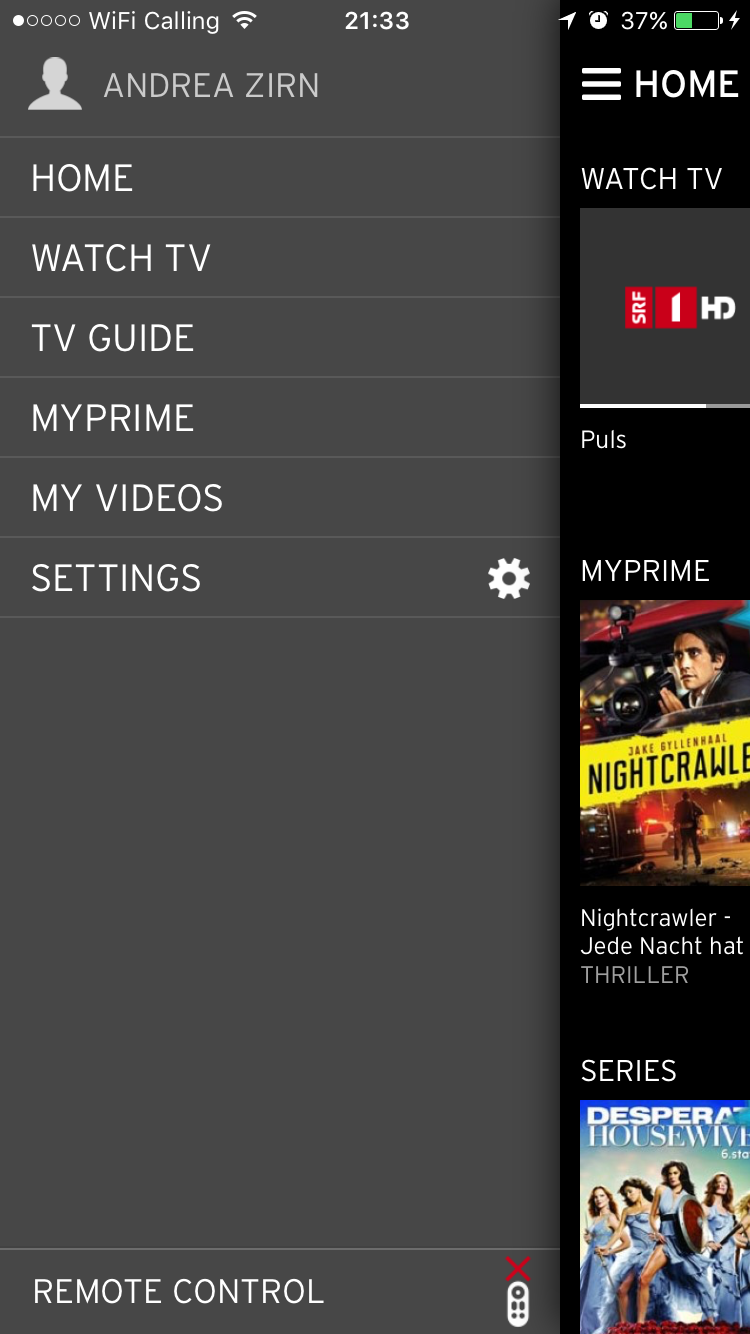 WiFi Calling
21:33
37%
ANDREA ZIRN
HOME
WATCH TV
TV GUIDE
MYPRIME
MY VIDEOS
SETTINGS
REMOTE CONTROL
HOME
WATCH TV
SRF 1 HD
Puls
MYPRIME
JAKE GYLLENHAAL
NIGHTCRAWLE
Nightcrawler -
Jede Nacht hat
THRILLER
SERIES
DESPERAT
HOUSEWIVE
6.sta